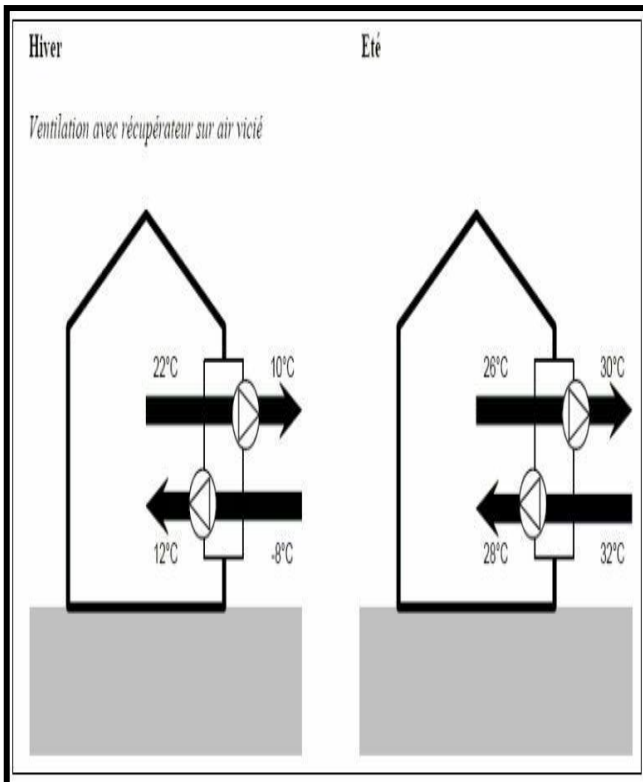 Hiver
Eté
Ventilation avec récupérateur sur air vicié
22°C
10°C
12°C
-8°C
26°C
30°C
28°C
32°C